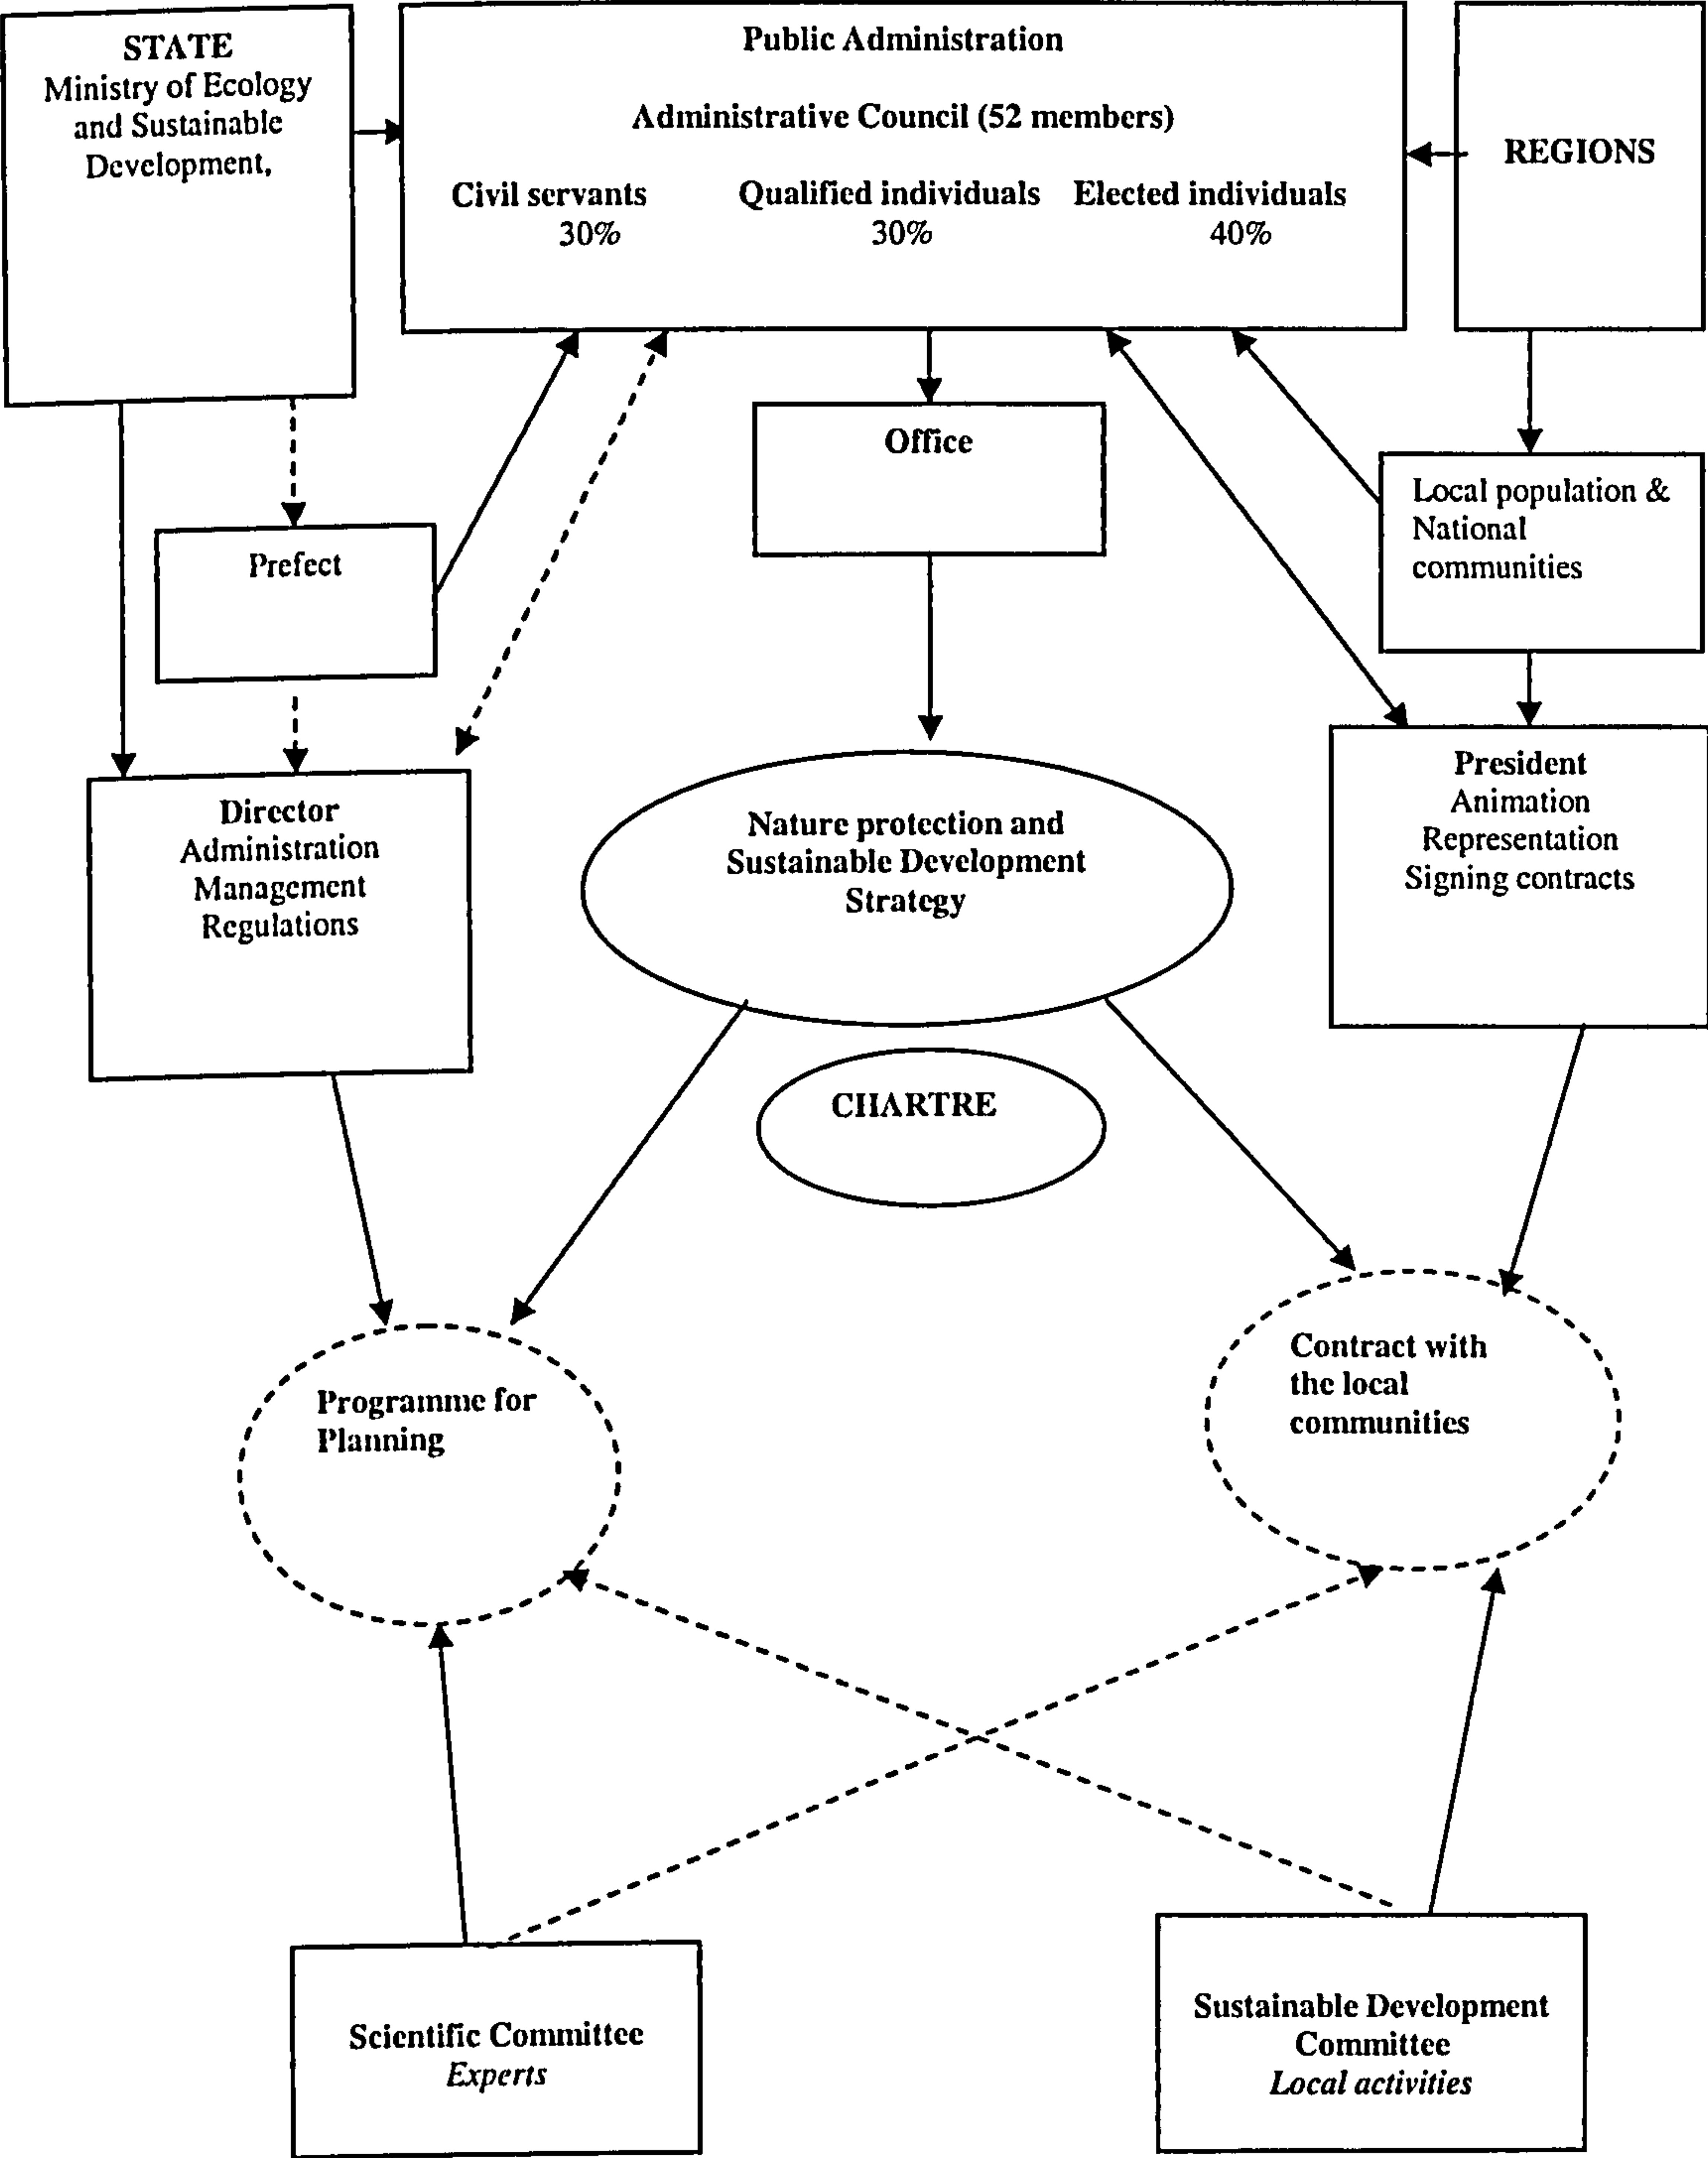 STATE
Ministry of Ecology
and Sustainable
Development,
Public Administration
Administrative Council (52 members)
Civil servants Qualified individuals Elected individuals
30% 30% 40%
REGIONS
Office
Local population &
National
communities
Prefect
Director
Administration
Management
Regulations
Nature protection and
Sustainable Development
Strategy
President
Animation
Representation
Signing contracts
CHARTRE
Programme for
Planning
Contract with
the local
communities
Scientific Committee
Experts
Sustainable Development
Committee
Local activities